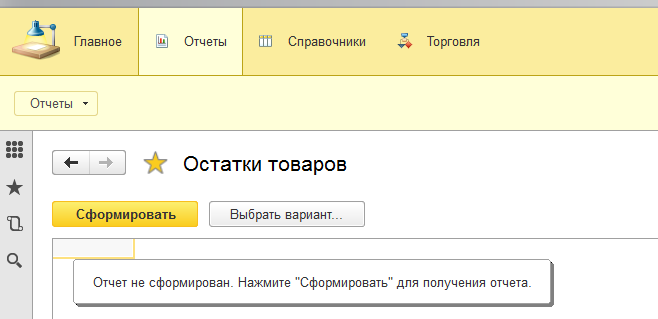 Главное
Отчеты
Справочники
Торговля
Отчеты
Остатки товаров
Сформировать
Выбрать вариант...
Отчет не сформирован. Нажмите "Сформировать" для получения отчета.